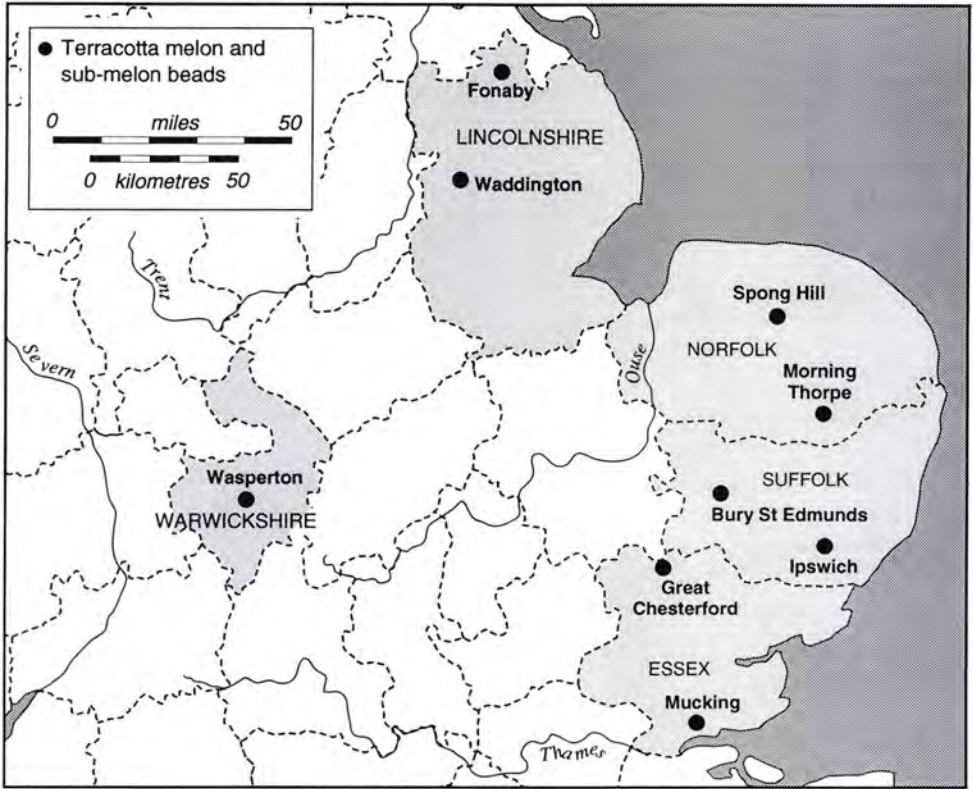 Terracotta melon and
sub-melon beads
0 miles 50
0 kilometres 50
Fonaby
LINCOLNSHIRE
Waddington
Trent
Severn
Spong Hill
Ouse
NORFOLK
Morning
Thorpe
Wasperton
WARWICKSHIRE
SUFFOLK
Bury St Edmunds
Ipswich
Great
Chesterford
ESSEX
Mucking
Thames